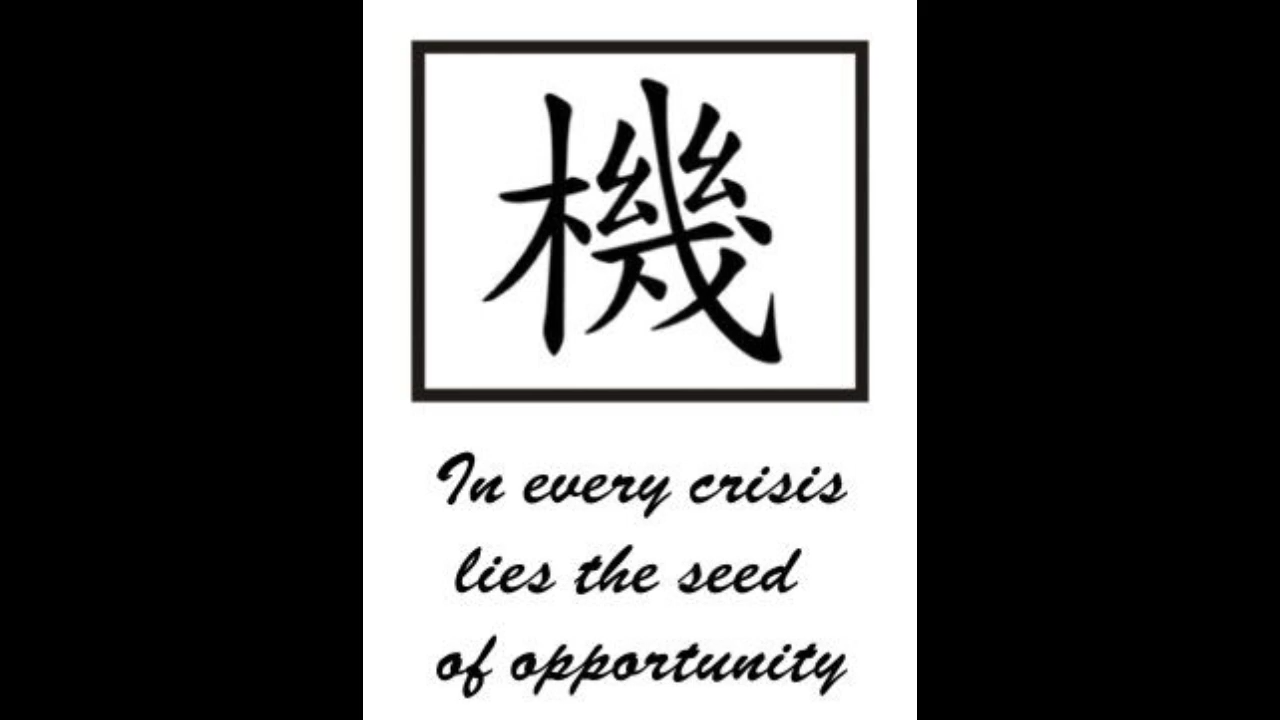 機
In every crisis
lies the seed
of opportunity